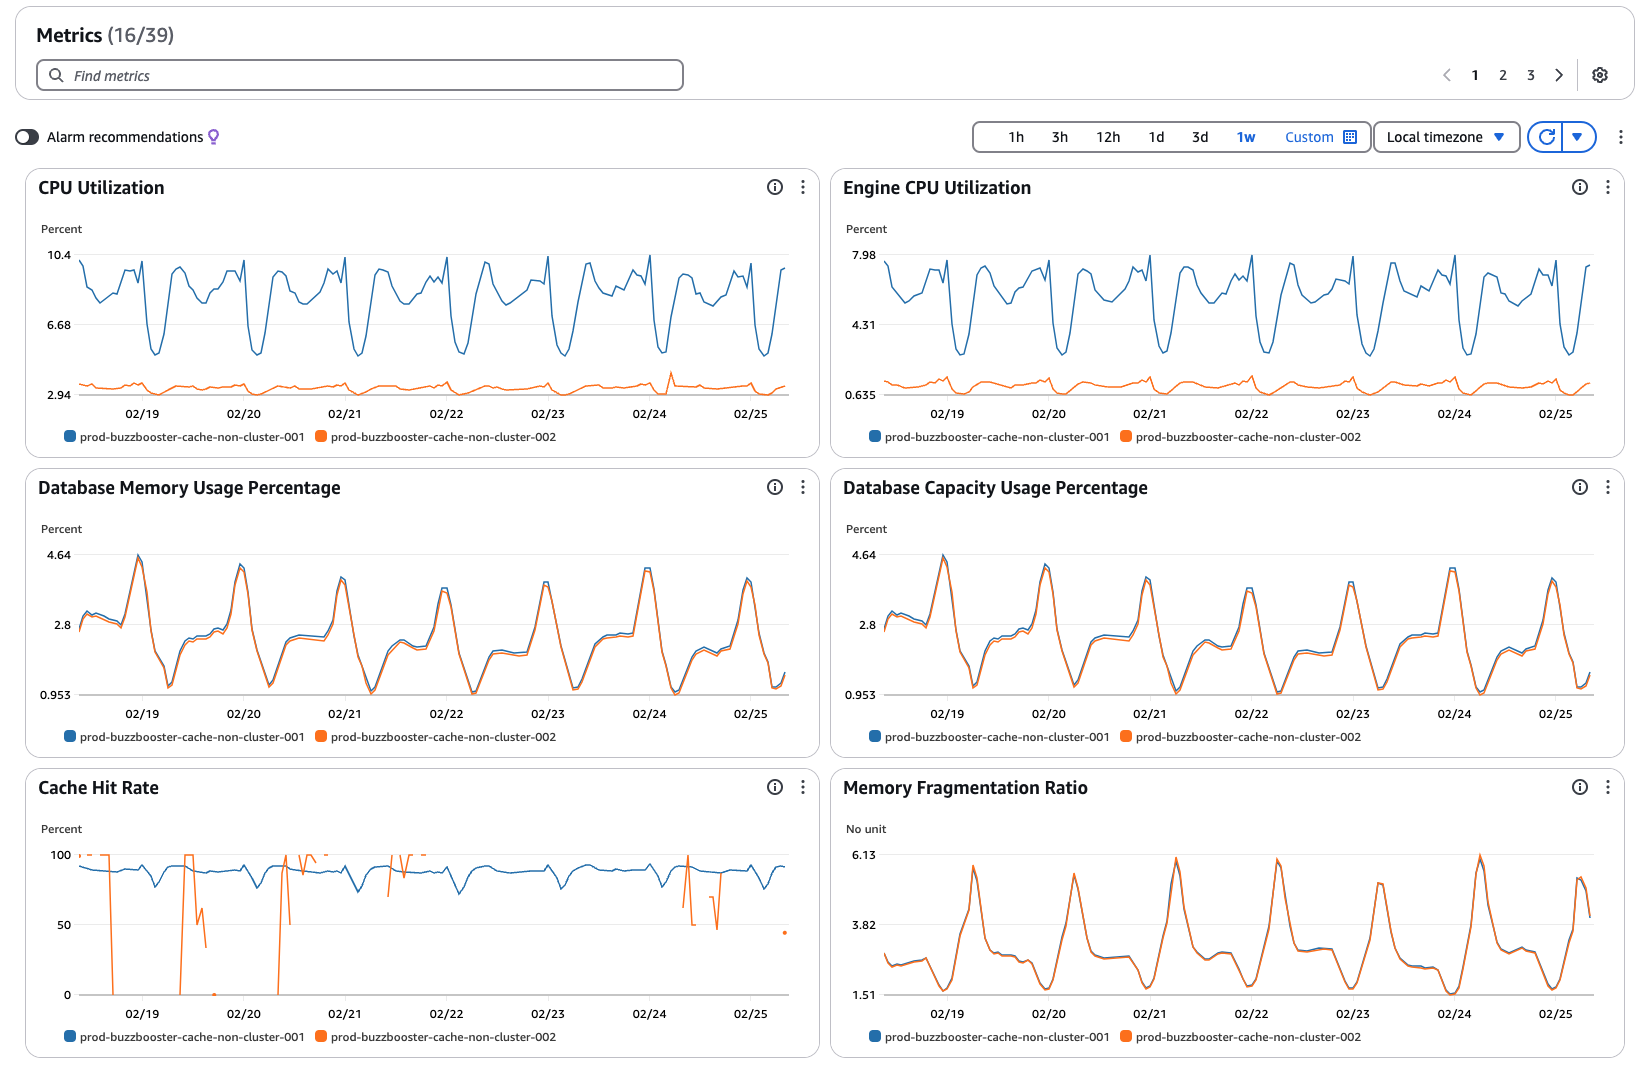 Metrics (16/39)
Find metrics
1 2 3
Alarm recommendations
1h 3h 12h 1d 3d 1w Custom Local timezone
CPU Utilization
Percent
10.4
6.68
2.94
02/19 02/20 02/21 02/22 02/23 02/24 02/25
prod-buzzbooster-cache-non-cluster-001 prod-buzzbooster-cache-non-cluster-002
Engine CPU Utilization
Percent
7.98
4.31
0.635
02/19 02/20 02/21 02/22 02/23 02/24 02/25
prod-buzzbooster-cache-non-cluster-001 prod-buzzbooster-cache-non-cluster-002
Database Memory Usage Percentage
Percent
4.64
2.8
0.953
02/19 02/20 02/21 02/22 02/23 02/24 02/25
prod-buzzbooster-cache-non-cluster-001 prod-buzzbooster-cache-non-cluster-002
Database Capacity Usage Percentage
Percent
4.64
2.8
0.953
02/19 02/20 02/21 02/22 02/23 02/24 02/25
prod-buzzbooster-cache-non-cluster-001 prod-buzzbooster-cache-non-cluster-002
Cache Hit Rate
Percent
100
50
0
02/19 02/20 02/21 02/22 02/23 02/24 02/25
prod-buzzbooster-cache-non-cluster-001 prod-buzzbooster-cache-non-cluster-002
Memory Fragmentation Ratio
No unit
6.13
3.82
1.51
02/19 02/20 02/21 02/22 02/23 02/24 02/25
prod-buzzbooster-cache-non-cluster-001 prod-buzzbooster-cache-non-cluster-002